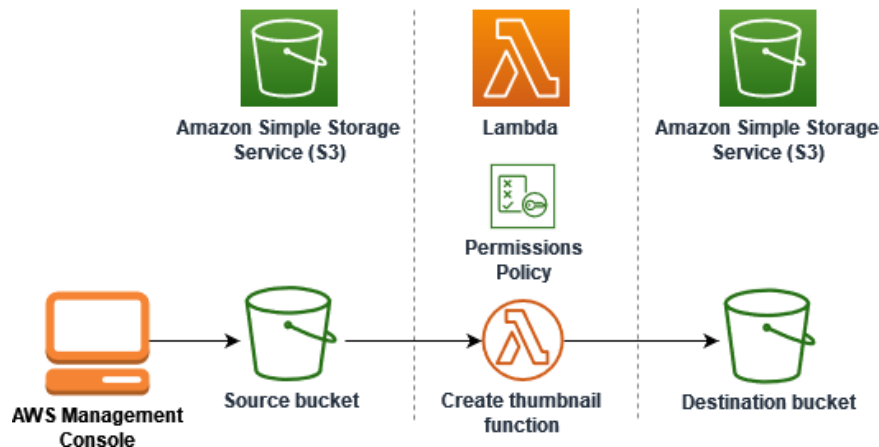 Amazon Simple Storage
Service (S3)
Lambda
Amazon Simple Storage
Service (S3)
Permissions
Policy
AWS Management
Console
Source bucket
Create thumbnail
function
Destination bucket